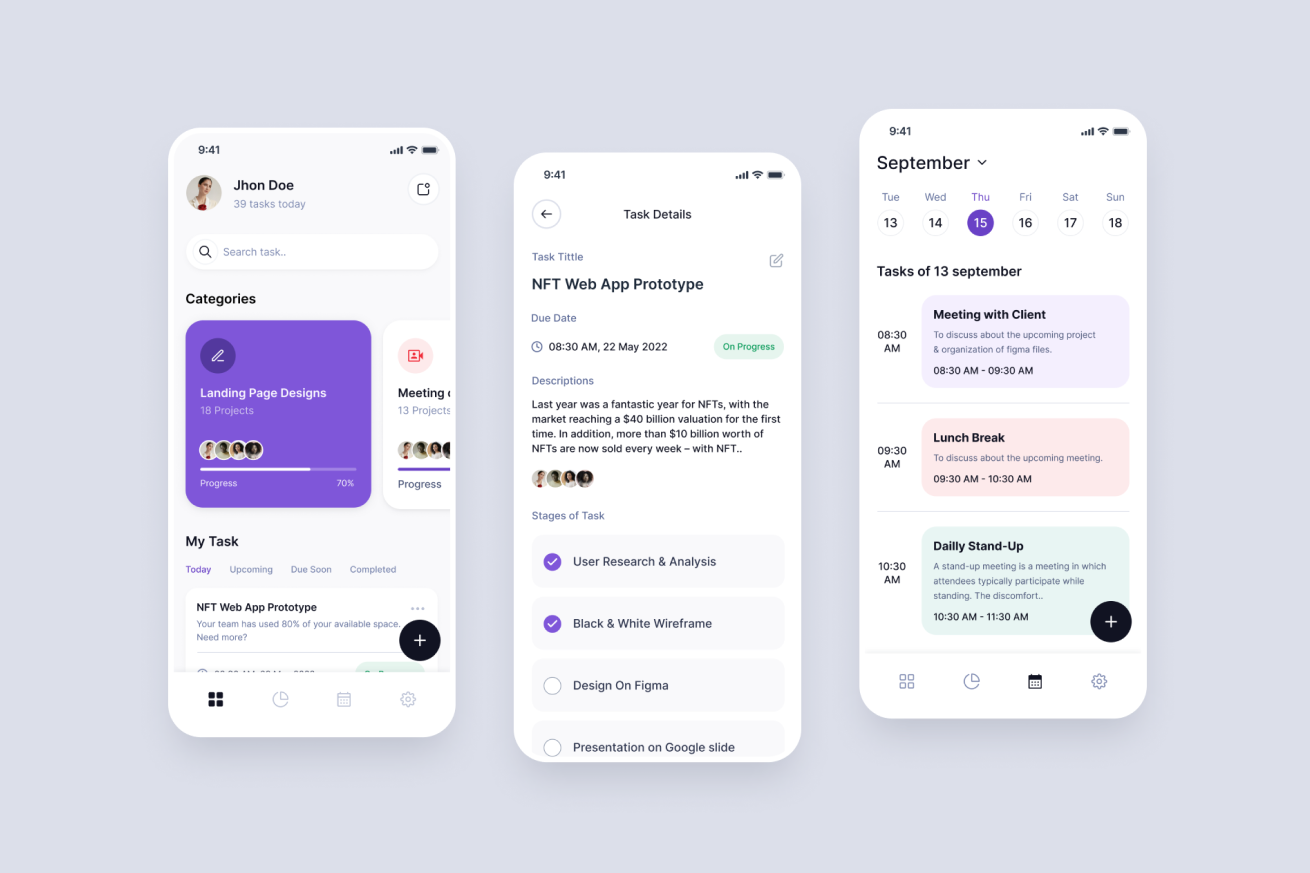 9:41
Jhon Doe
39 tasks today
Search task..
Categories
Landing Page Designs
18 Projects
Progress
70%
Meeting
13 Projects
Progress
My Task
Today
Upcoming
Due Soon
Completed
NFT Web App Prototype
Your team has used 80% of your available space.
Need more?
9:41
Task Details
Task Tittle
NFT Web App Prototype
Due Date
08:30 AM, 22 May 2022
On Progress
Descriptions
Last year was a fantastic year for NFTs, with the
market reaching a $40 billion valuation for the first
time. In addition, more than $10 billion worth of
NFTs are now sold every week – with NFT..
Stages of Task
User Research & Analysis
Black & White Wireframe
Design On Figma
Presentation on Google slide
9:41
September
Tue Wed Thu Fri Sat Sun
13 14 15 16 17 18
Tasks of 13 september
08:30
AM
Meeting with Client
To discuss about the upcoming project
& organization of figma files.
08:30 AM - 09:30 AM
09:30
AM
Lunch Break
To discuss about the upcoming meeting.
09:30 AM - 10:30 AM
10:30
AM
Dailly Stand-Up
A stand-up meeting is a meeting in which
attendees typically participate while
standing. The discomfort..
10:30 AM - 11:30 AM